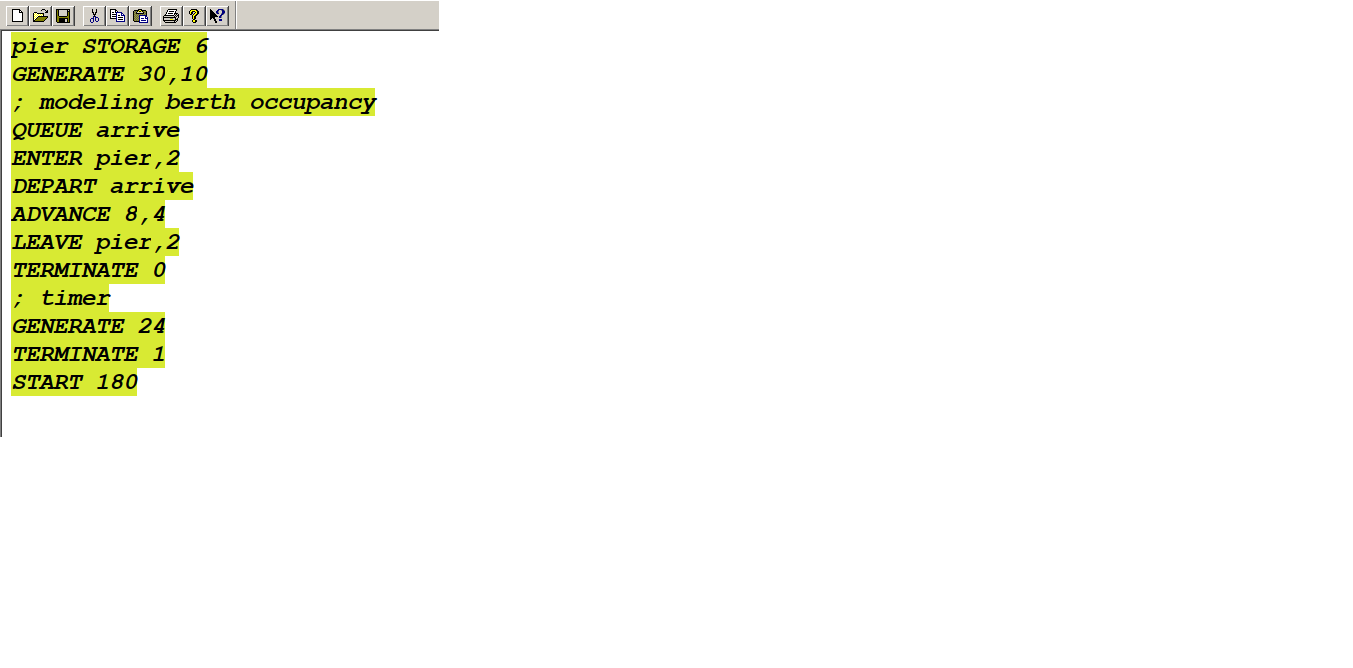 pier STORAGE 6
GENERATE 30,10
; modeling berth occupancy
QUEUE arrive
ENTER pier,2
DEPART arrive
ADVANCE 8,4
LEAVE pier,2
TERMINATE 0
; timer
GENERATE 24
TERMINATE 1
START 180